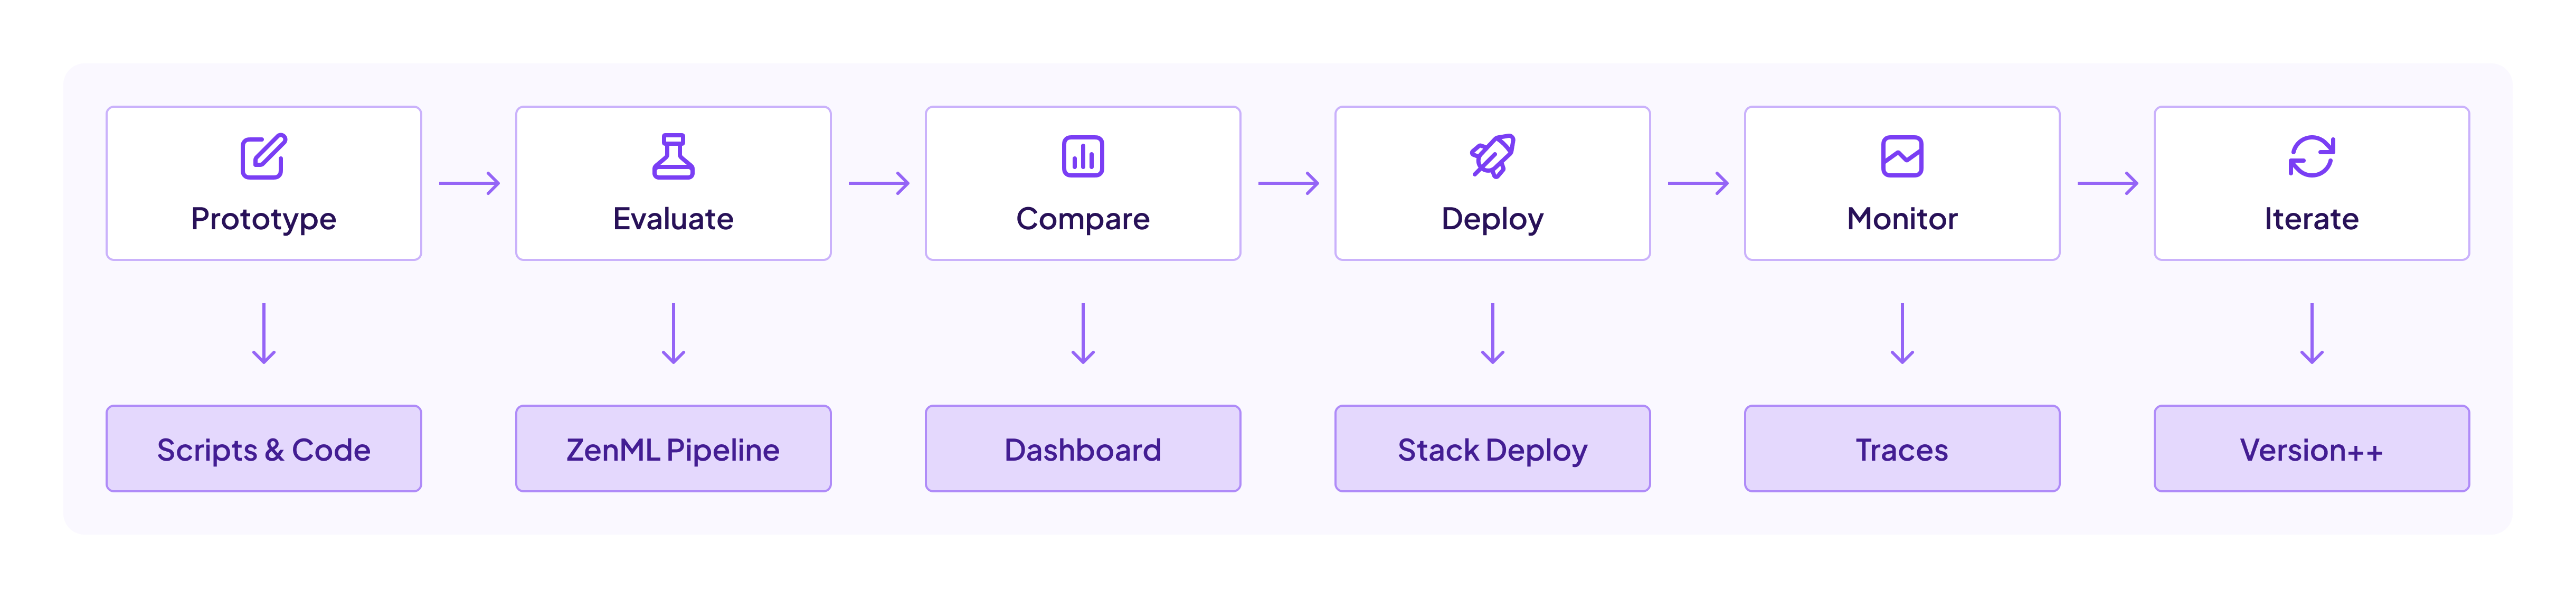 Prototype
Evaluate
Compare
Deploy
Monitor
Iterate
Scripts & Code
ZenML Pipeline
Dashboard
Stack Deploy
Traces
Version++